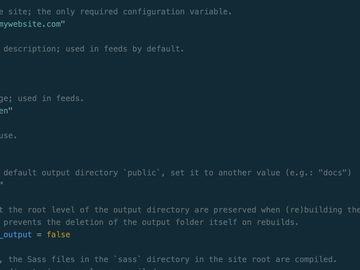 e site; the only required configuration variable.
mywebsite.com"
description; used in feeds by default.
ge; used in feeds.
en"
use.
default output directory `public`, set it to another value (e.g.: "docs")
"
t the root level of the output directory are preserved when (re)building the
prevents the deletion of the output folder itself on rebuilds.
_output = false
, the Sass files in the `sass` directory in the site root are compiled.